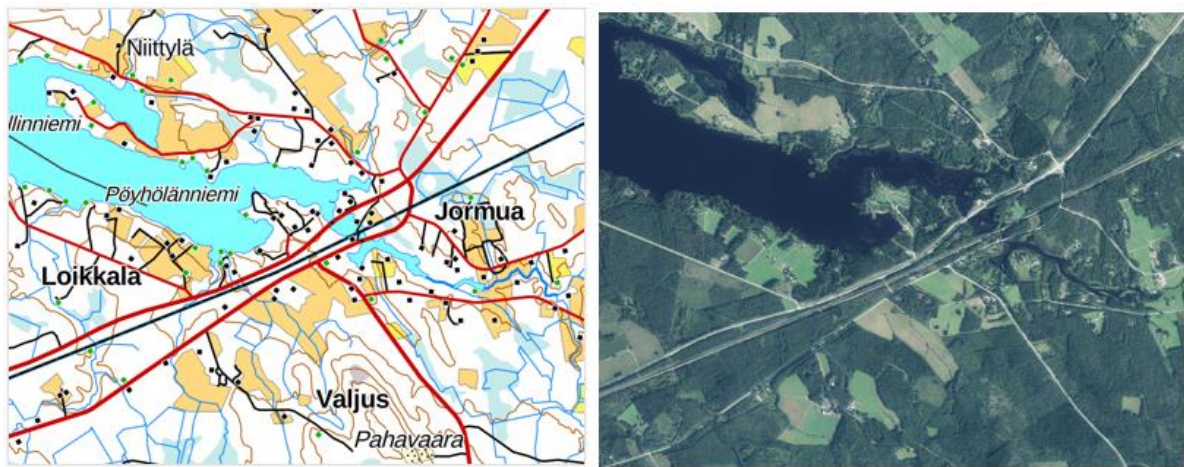 Niittylä
llinniemi
Pöyhölänniemi
Jormua
Loikkala
Valjus
Pahavaara